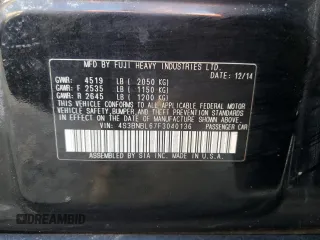 MFD. BY FUJI HEAVY INDUSTRIES LTD.
DATE 12/14
GVWR: 4519 LB ( 2050 KG)
GAWR: F 2535 LB ( 1150 KG)
GAWR: R 2645 LB ( 1200 KG)
THIS VEHICLE CONFORMS TO ALL APPLICABLE FEDERAL
MOTOR VEHICLE SAFETY, BUMPER, AND THEFT
PREVENTION STANDARDS IN EFFECT ON THE DATE OF
MANUFACTURE SHOWN ABOVE.
VIN: 4S3BNBL67F3040136 PASSENGER CAR
ASSEMBLED BY SIA INC. MADE IN U.S.A.
DREAMBID